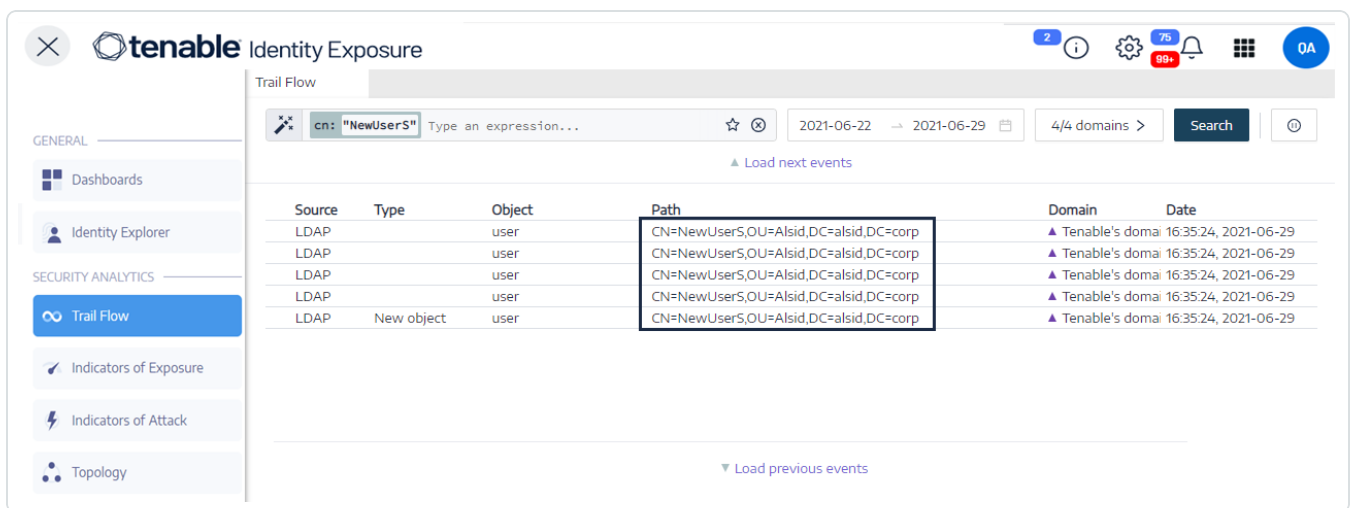 tenable Identity Exposure
2
75
99+
QA
Trail Flow
cn: "NewUserS" Type an expression...
2021-06-22 → 2021-06-29
4/4 domains >
Search
GENERAL
▲ Load next events
Dashboards
Identity Explorer
SECURITY ANALYTICS
Trail Flow
Indicators of Exposure
Indicators of Attack
Topology
Source Type Object Path Domain Date
LDAP user CN=NewUserS,OU=Alsid,DC=alsid,DC=corp ▲ Tenable's domai 16:35:24, 2021-06-29
LDAP user CN=NewUserS,OU=Alsid,DC=alsid,DC=corp ▲ Tenable's domai 16:35:24, 2021-06-29
LDAP user CN=NewUserS,OU=Alsid,DC=alsid,DC=corp ▲ Tenable's domai 16:35:24, 2021-06-29
LDAP user CN=NewUserS,OU=Alsid,DC=alsid,DC=corp ▲ Tenable's domai 16:35:24, 2021-06-29
LDAP New object user CN=NewUserS,OU=Alsid,DC=alsid,DC=corp ▲ Tenable's domai 16:35:24, 2021-06-29
▼ Load previous events